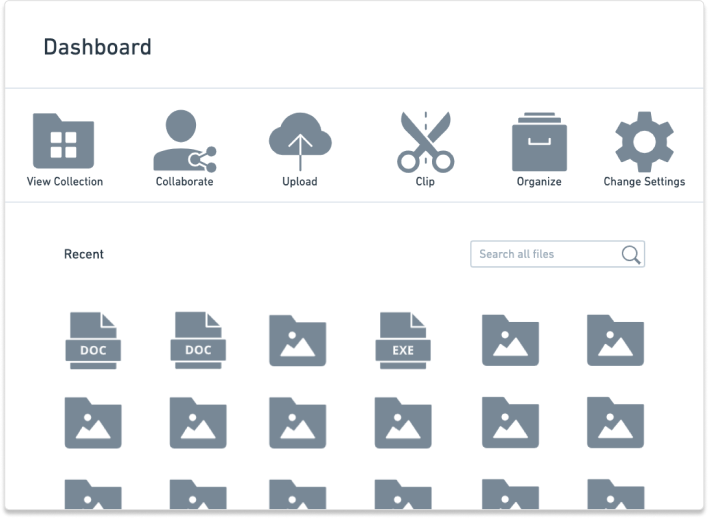 Dashboard
View Collection
Collaborate
Upload
Clip
Organize
Change Settings
Recent
Search all files
DOC
DOC
EXE